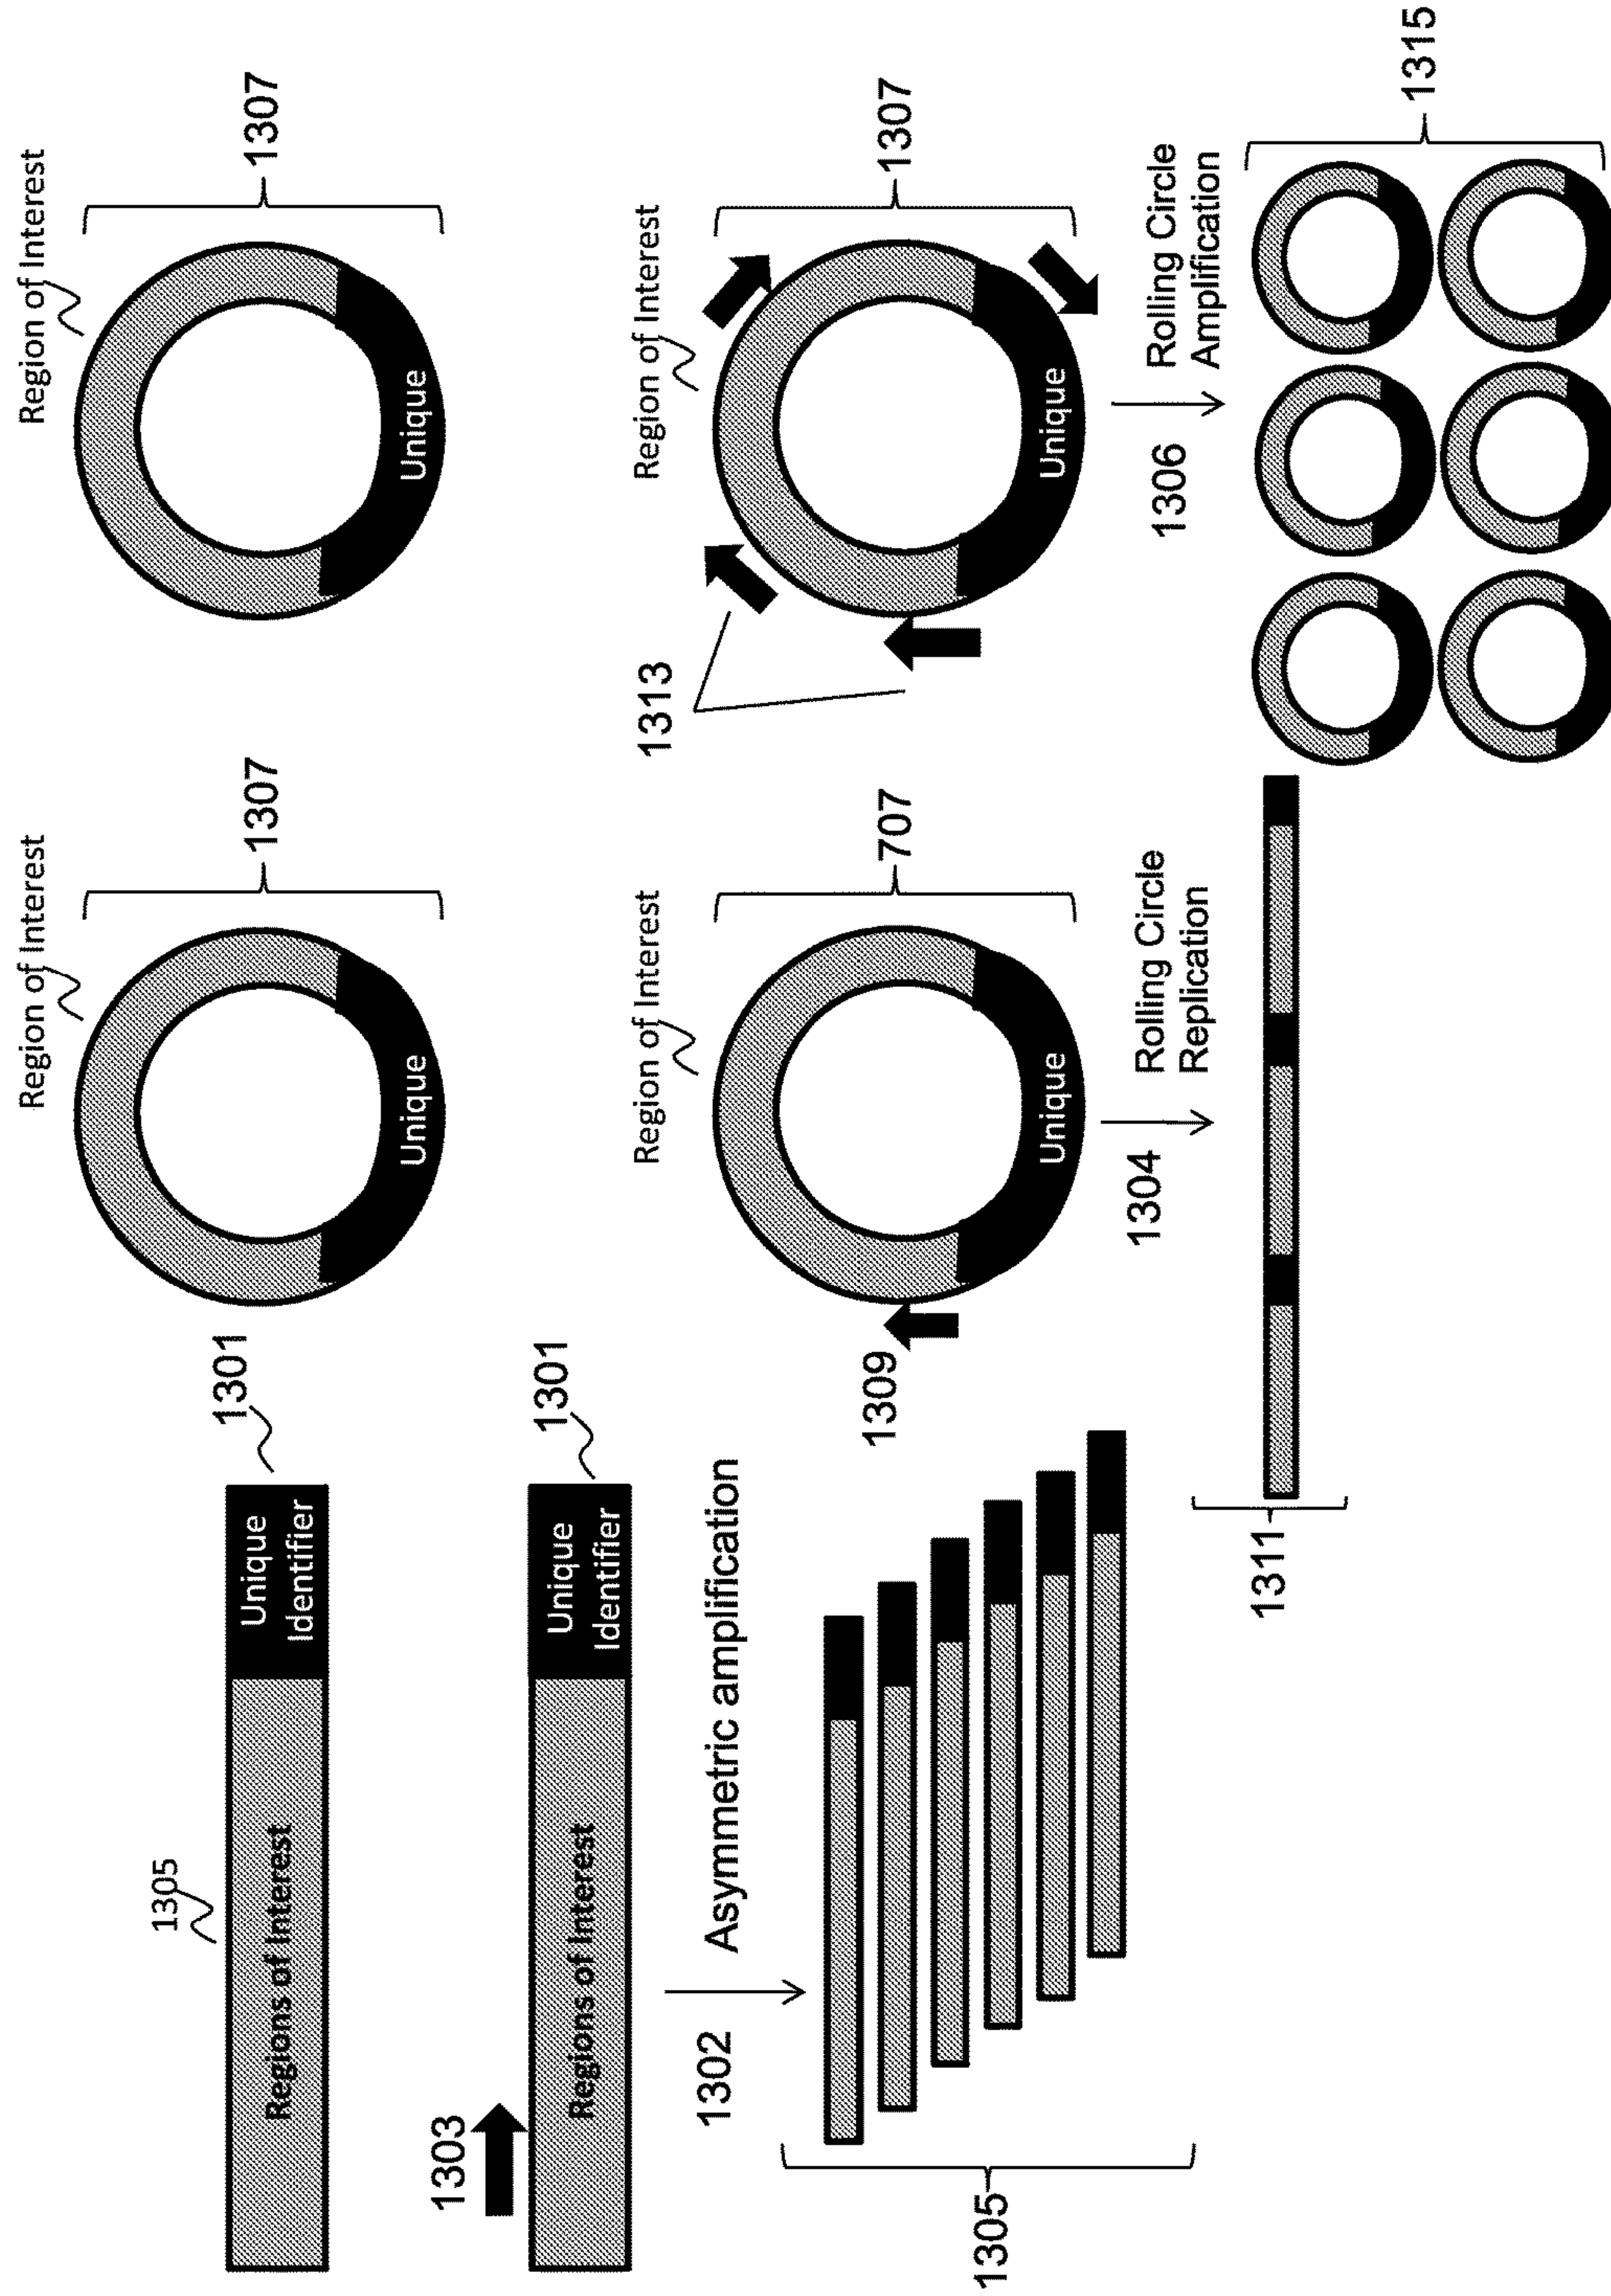 1305
Regions of Interest
Unique
Identifier
1301
1303
Regions of Interest
Unique
Identifier
1301
1302
Asymmetric amplification
1305
Region of Interest
Unique
1307
Region of Interest
1309
Unique
707
1304
Rolling Circle
Replication
1311
Region of Interest
Unique
1307
Region of Interest
1313
Unique
1307
1306
Rolling Circle
Amplification
1315